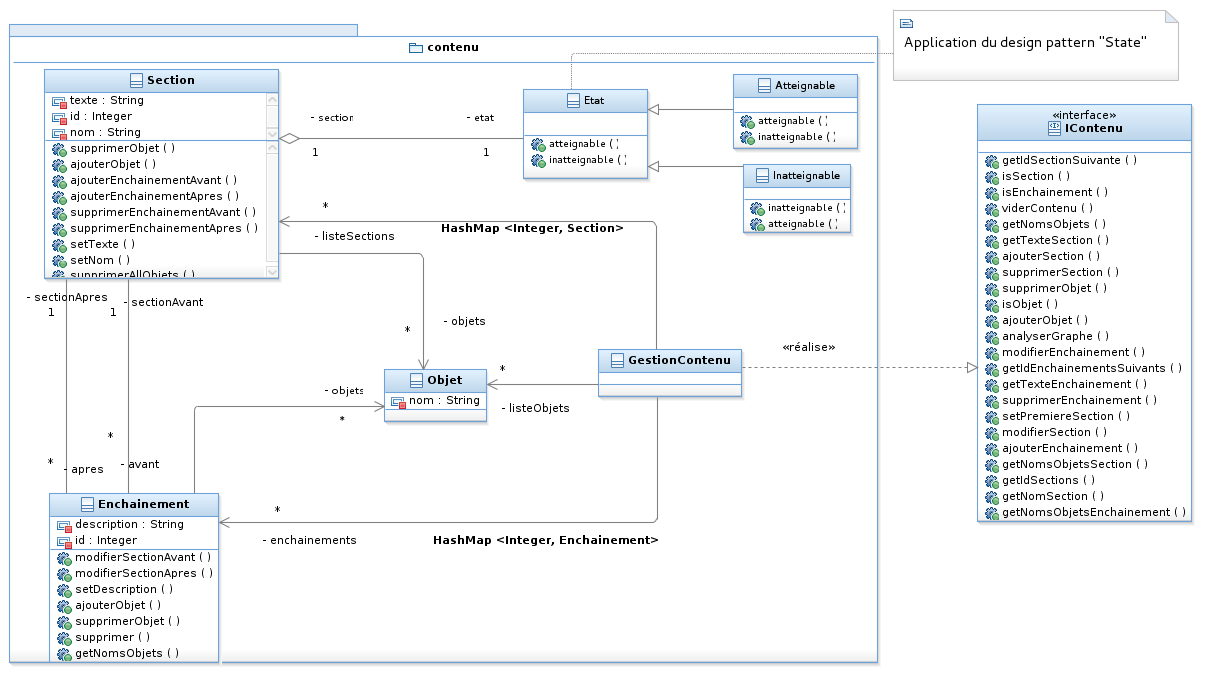 contenu
Application du design pattern "State"
Section
texte : String
id : Integer
nom : String
supprimerObjet ( )
ajouterObjet ( )
ajouterEnchainementAvant ( )
ajouterEnchainementApres ( )
supprimerEnchainementAvant ( )
supprimerEnchainementApres ( )
setTexte ( )
setNom ( )
supprimerAllObjets ( )
- section
1
- etat
1
Etat
atteignable ( )
inatteignable ( )
Atteignable
atteignable ( )
inatteignable ( )
Inatteignable
inatteignable ( )
atteignable ( )
*
- listeSections
HashMap <Integer, Section>
- sectionApres
1
- sectionAvant
1
- objets
*
Objet
nom : String
- objets
*
*
- listeObjets
GestionContenu
«réalise»
*
- apres
*
- avant
Enchainement
description : String
id : Integer
modifierSectionAvant ( )
modifierSectionApres ( )
setDescription ( )
ajouterObjet ( )
supprimerObjet ( )
supprimer ( )
getNomsObjets ( )
*
- enchainements
HashMap <Integer, Enchainement>
«interface»
IContenu
getIdSectionSuivante ( )
isSection ( )
isEnchainement ( )
viderContenu ( )
getNomsObjets ( )
getTexteSection ( )
ajouterSection ( )
supprimerSection ( )
supprimerObjet ( )
isObjet ( )
ajouterObjet ( )
analyserGraphe ( )
modifierEnchainement ( )
getIdEnchainementsSuivants ( )
getTexteEnchainement ( )
supprimerEnchainement ( )
setPremiereSection ( )
modifierSection ( )
ajouterEnchainement ( )
getNomsObjetsSection ( )
getIdSections ( )
getNomSection ( )
getNomsObjetsEnchainement ( )